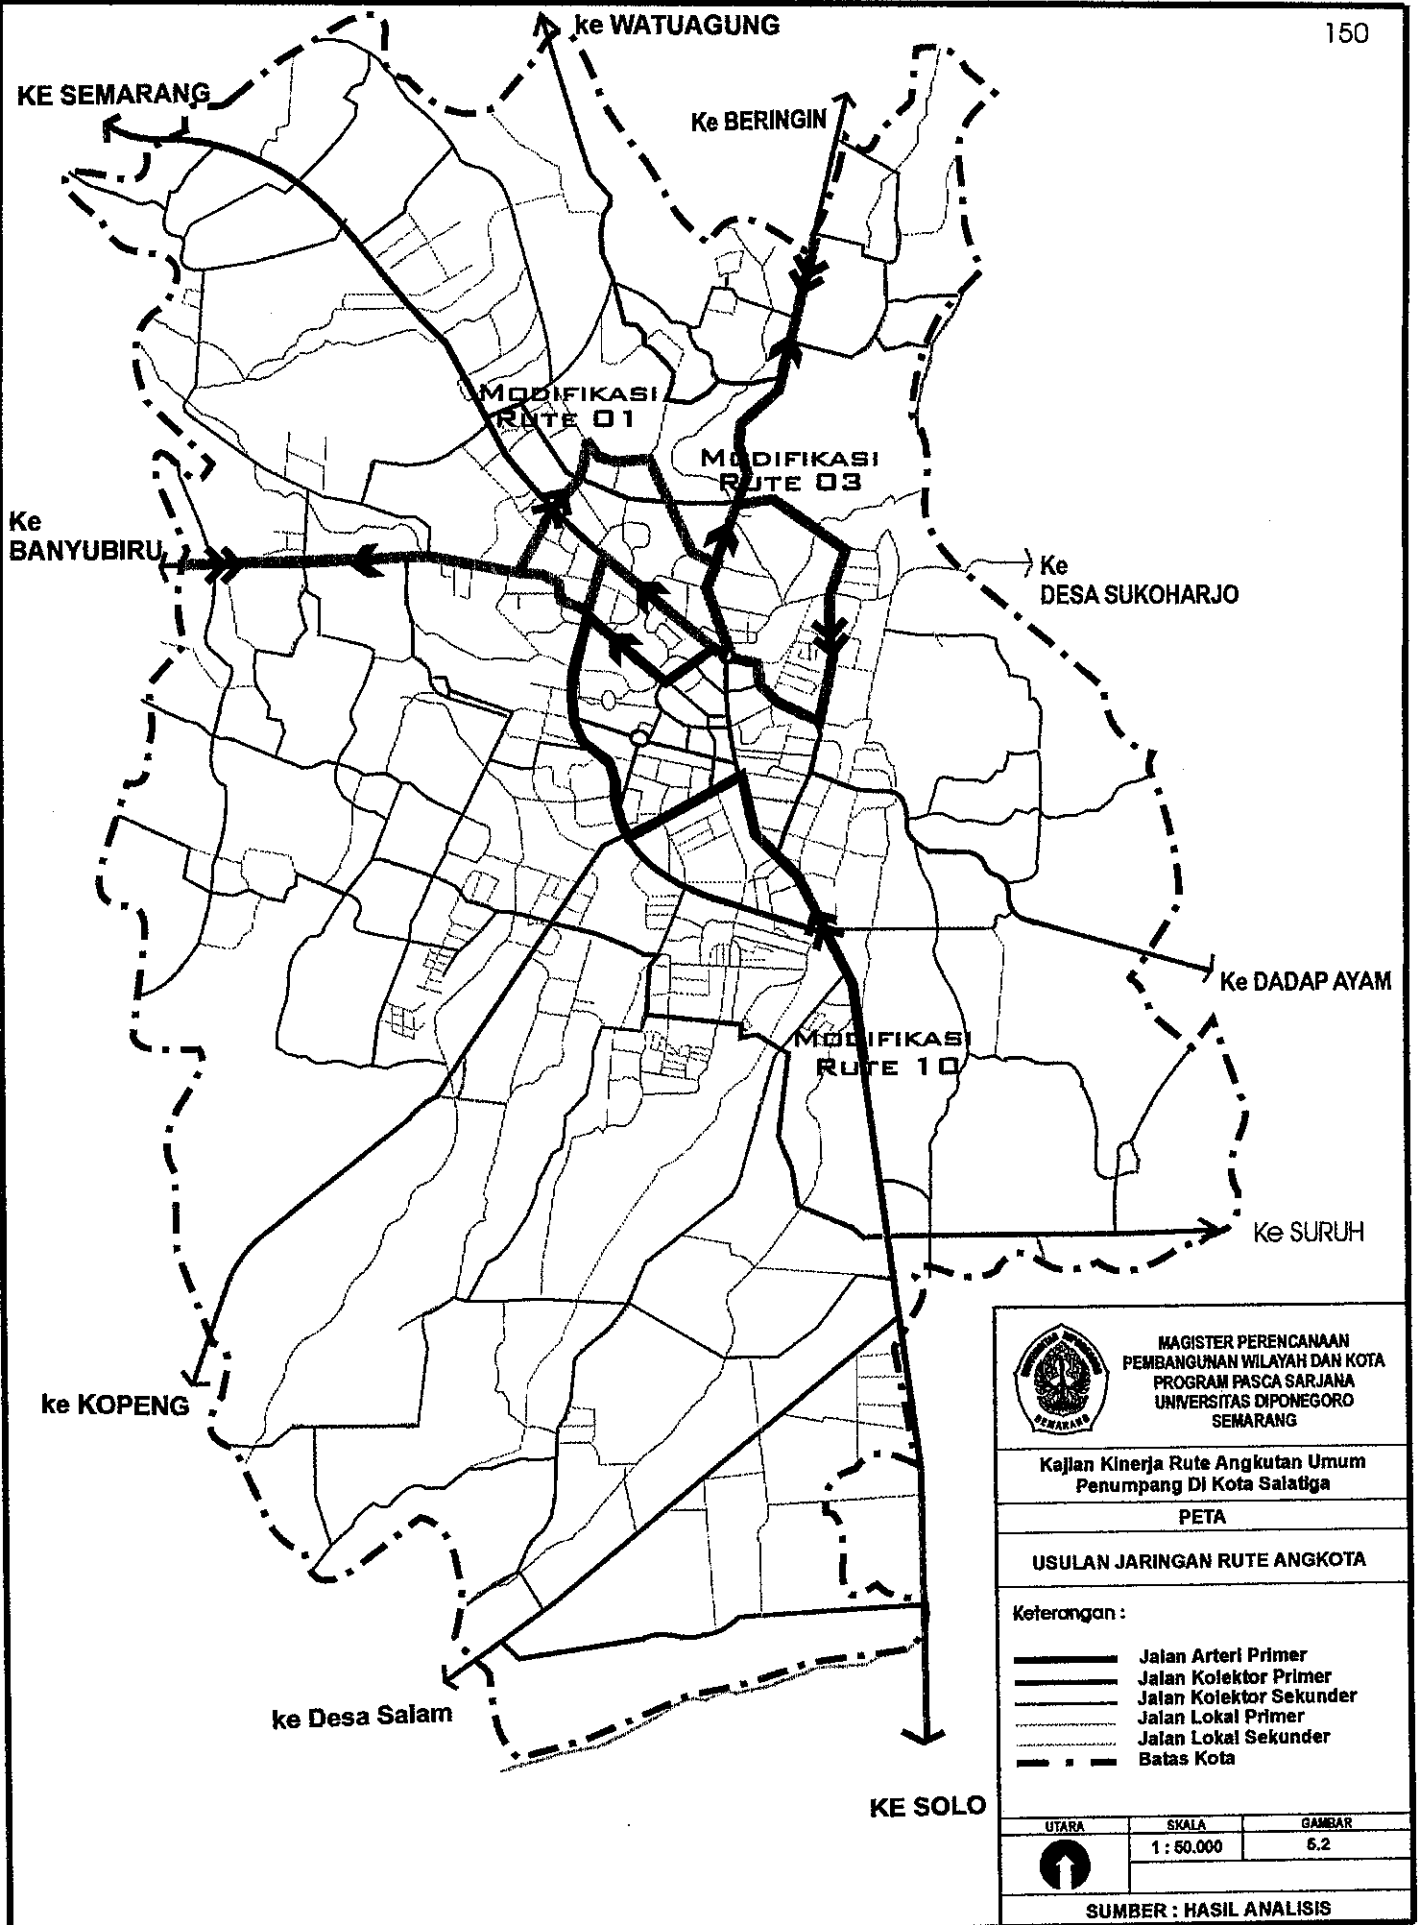 150
ke WATUAGUNG
KE SEMARANG
Ke BERINGIN
MODIFIKASI
RUTE 01
MODIFIKASI
RUTE 03
Ke
BANYUBIRU
Ke
DESA SUKOHARJO
Ke DADAP AYAM
MODIFIKASI
RUTE 10
Ke SURUH
ke KOPENG
ke Desa Salam
KE SOLO
UNIVERSITAS DIPONEGORO
SEMARANG
MAGISTER PERENCANAAN
PEMBANGUNAN WILAYAH DAN KOTA
PROGRAM PASCA SARJANA
UNIVERSITAS DIPONEGORO
SEMARANG
Kajian Kinerja Rute Angkutan Umum
Penumpang Di Kota Salatiga
PETA
USULAN JARINGAN RUTE ANGKOTA
Keterangan :
Jalan Arteri Primer
Jalan Kolektor Primer
Jalan Kolektor Sekunder
Jalan Lokal Primer
Jalan Lokal Sekunder
Batas Kota
UTARA SKALA GAMBAR
1 : 50.000 5.2
SUMBER : HASIL ANALISIS